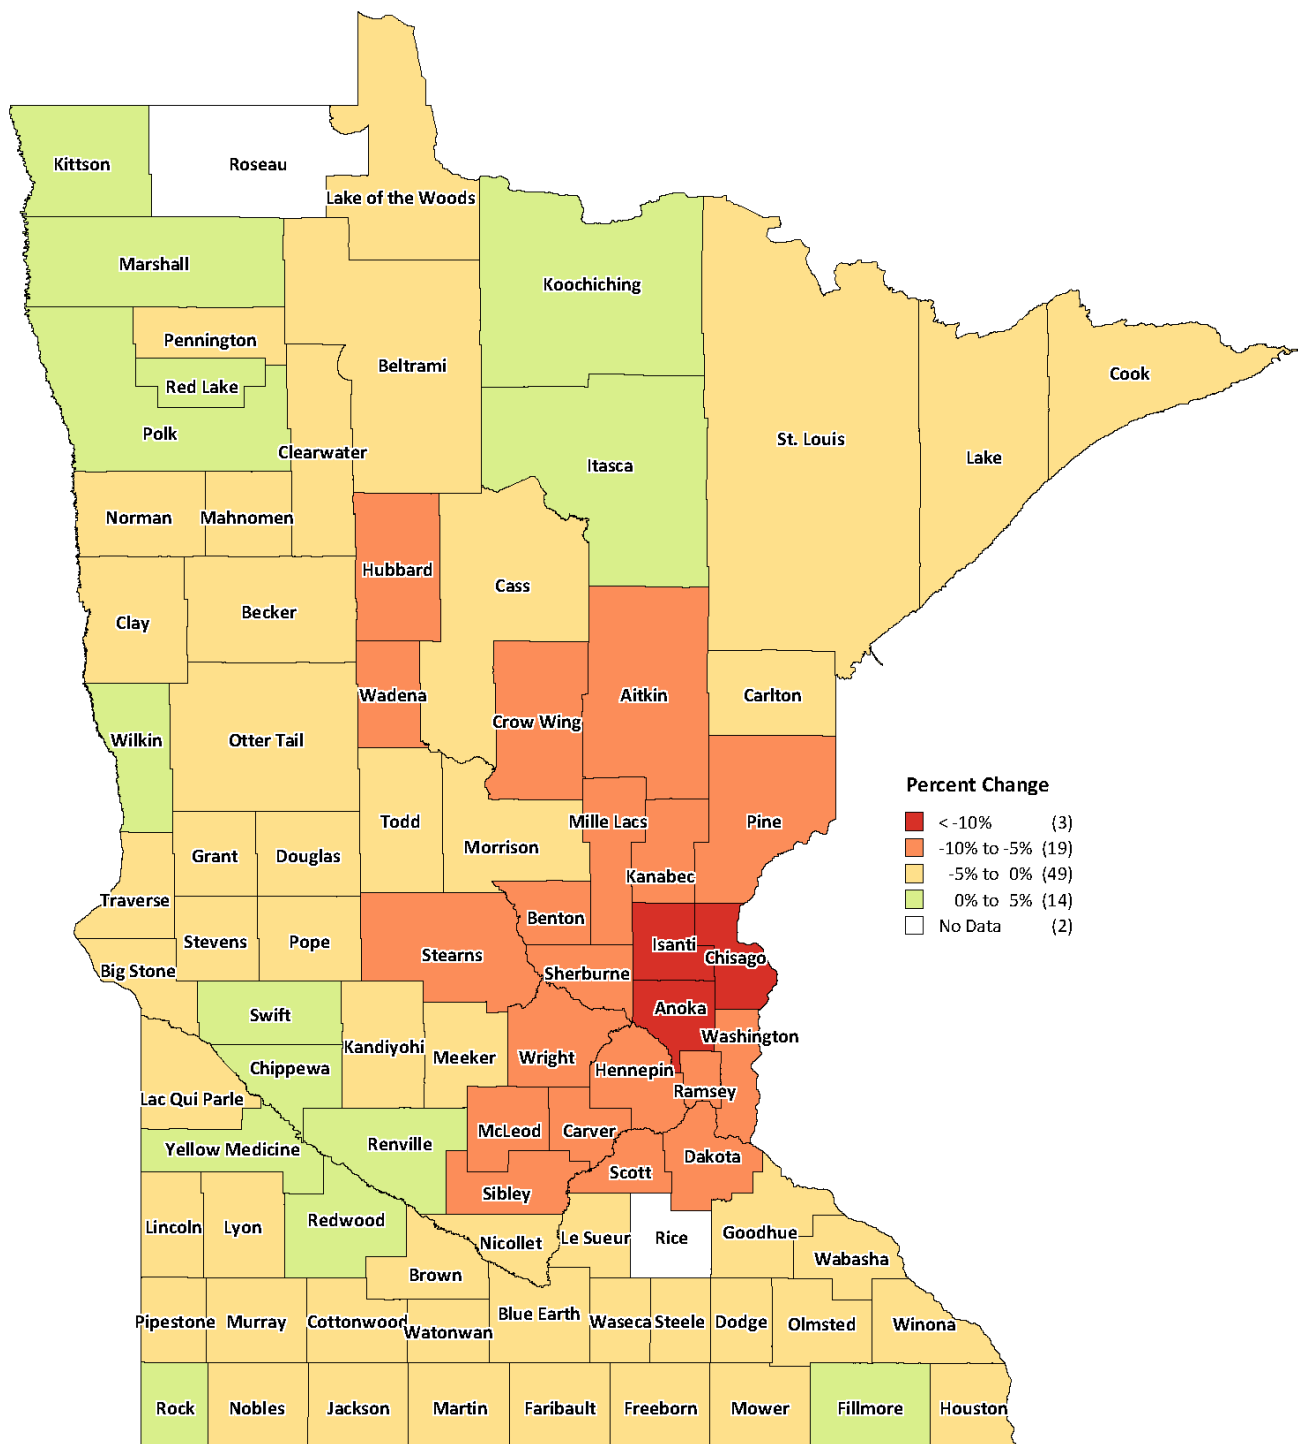 Kittson
Roseau
Lake of the Woods
Marshall
Koochiching
Pennington
Beltrami
Cook
Red Lake
Polk
St. Louis
Clearwater
Lake
Itasca
Norman
Mahnomen
Hubbard
Cass
Becker
Clay
Wadena
Aitkin
Carlton
Crow Wing
Wilkin
Otter Tail
Percent Change
< -10% (3)
-10% to -5% (19)
-5% to 0% (49)
0% to 5% (14)
No Data (2)
Todd
Mille Lacs
Pine
Morrison
Grant
Douglas
Kanabec
Traverse
Benton
Stevens
Pope
Isanti
Stearns
Chisago
Big Stone
Sherburne
Anoka
Swift
Washington
Kandiyohi
Meeker
Wright
Chippewa
Hennepin
Ramsey
Lac Qui Parle
McLeod
Carver
Renville
Yellow Medicine
Dakota
Scott
Sibley
Redwood
Lincoln
Lyon
Goodhue
Le Sueur
Rice
Nicollet
Wabasha
Brown
Blue Earth
Pipestone
Murray
Cottonwood
Watonwan
Waseca
Steele
Dodge
Olmsted
Winona
Rock
Nobles
Jackson
Martin
Faribault
Freeborn
Mower
Fillmore
Houston